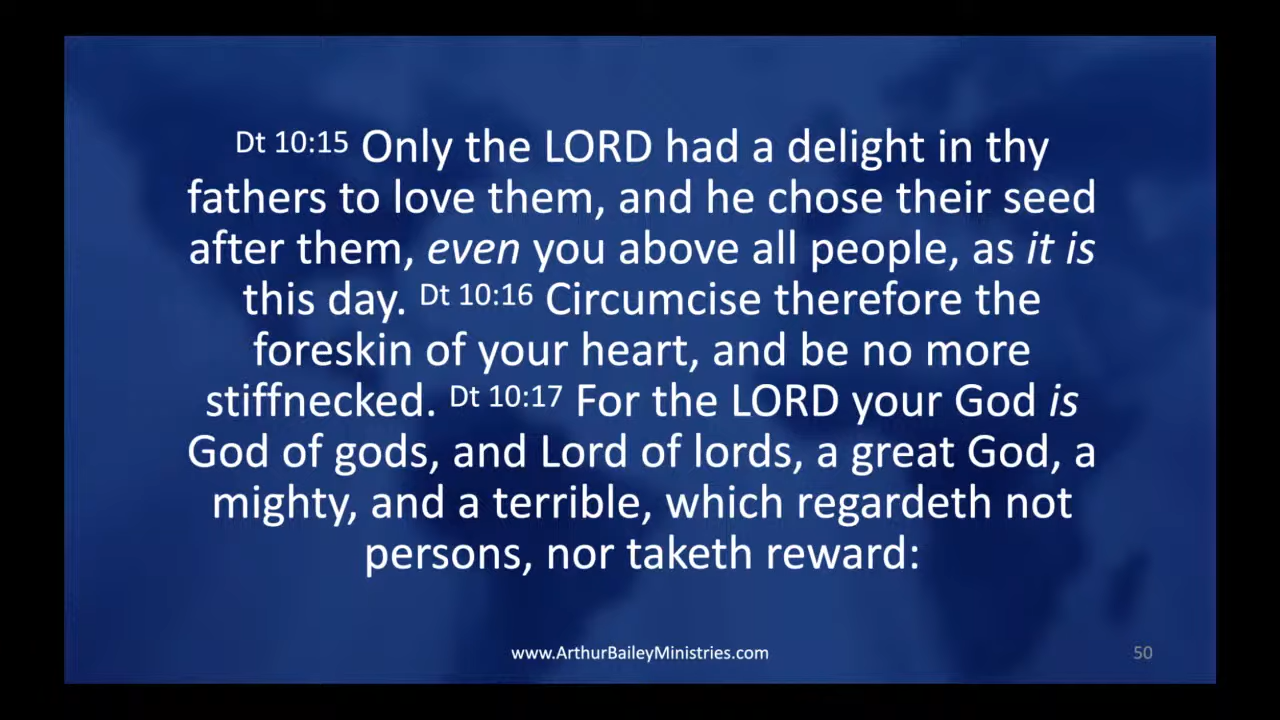 Dt 10:15 Only the LORD had a delight in thy
fathers to love them, and he chose their seed
after them, even you above all people, as it is
this day. Dt 10:16 Circumcise therefore the
foreskin of your heart, and be no more
stiffnecked. Dt 10:17 For the LORD your God is
God of gods, and Lord of lords, a great God, a
mighty, and a terrible, which regardeth not
persons, nor taketh reward:
www.ArthurBaileyMinistries.com
50